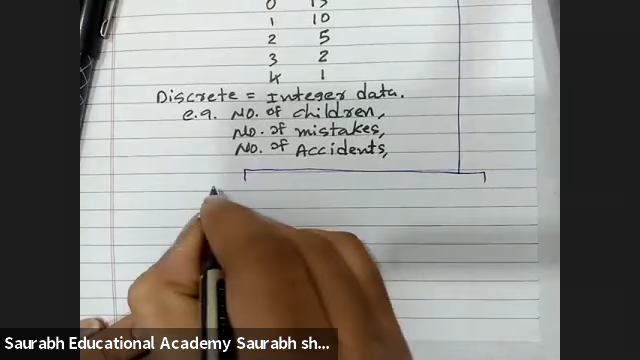 0 15
1 10
2 5
3 2
4 1
Discrete = Integer data.
e.g. No. of children,
No. of mistakes,
No. of Accidents,
Saurabh Educational Academy Saurabh sh...